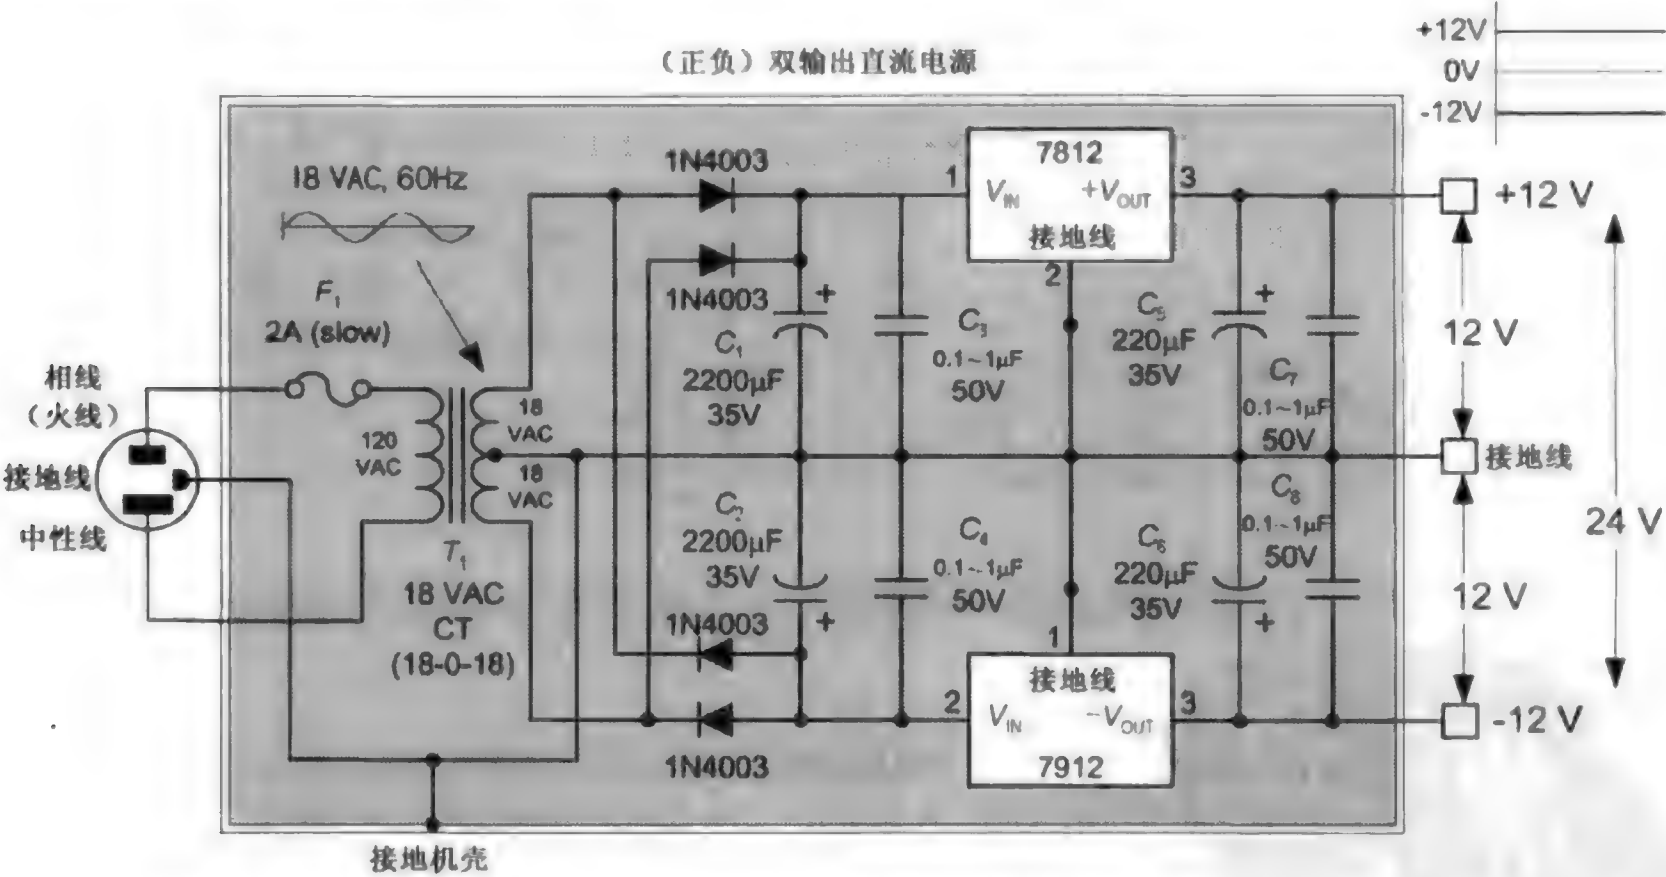 （正负）双输出直流电源
+12V
0V
-12V
18 VAC, 60Hz
F₁
2A (slow)
相线
（火线）
接地线
中性线
120
VAC
18
VAC
18
VAC
T₁
18 VAC
CT
(18-0-18)
接地机壳
1N4003
1N4003
C₁
2200μF
35V
C₃
0.1~1μF
50V
C₂
2200μF
35V
C₄
0.1~1μF
50V
1N4003
1N4003
7812
1
V_IN
+V_OUT
3
接地线
2
C₅
220μF
35V
C₇
0.1~1μF
50V
C₈
0.1~1μF
50V
C₆
220μF
35V
1
接地线
2
V_IN
-V_OUT
3
7912
+
+
+
+
+12 V
12 V
接地线
24 V
12 V
-12 V